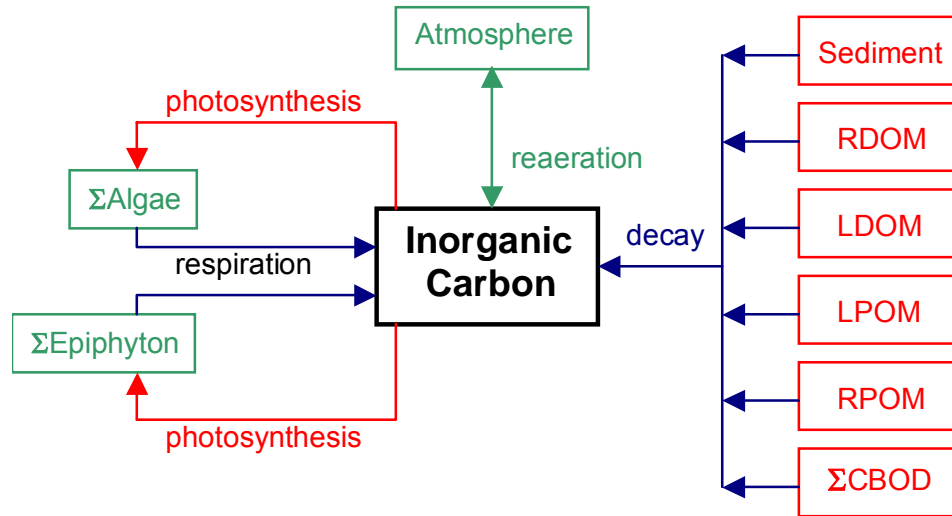 Atmosphere
Sediment
photosynthesis
RDOM
reaeration
ΣAlgae
LDOM
Inorganic
Carbon
decay
respiration
LPOM
ΣEpiphyton
RPOM
photosynthesis
ΣCBOD